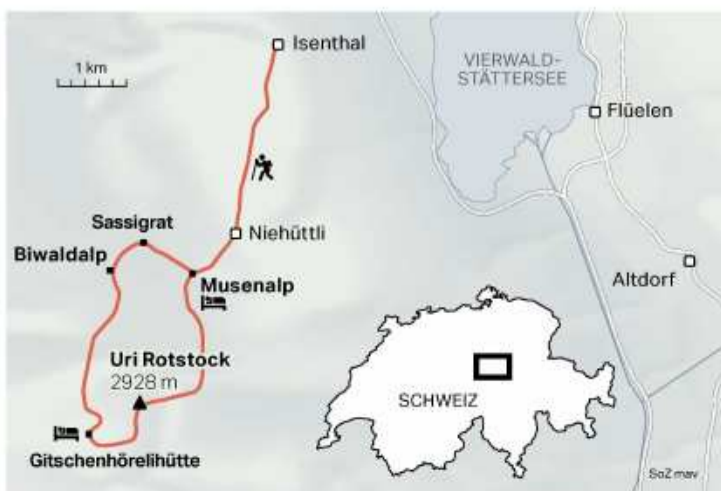 Isenthal
1 km
VIERWALD-
STÄTTERSEE
Flüelen
Sassigrat
Niehüttli
Biwaldalp
Musenalp
Altdorf
Uri Rotstock
2928 m
SCHWEIZ
Gitschenhörelihütte
SoZ mav